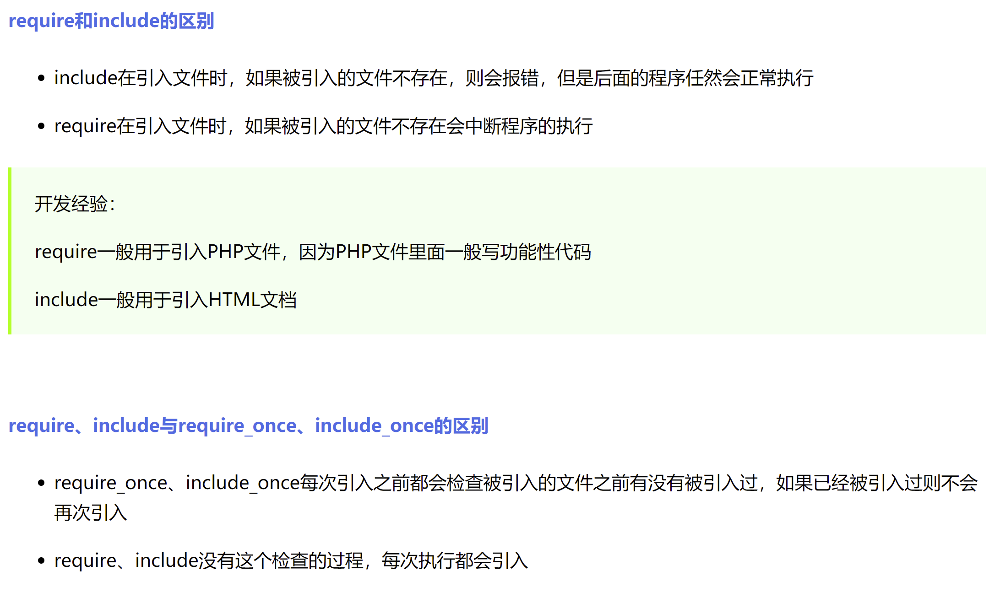 require和include的区别
include在引入文件时，如果被引入的文件不存在，则会报错，但是后面的程序任然会正常执行
require在引入文件时，如果被引入的文件不存在会中断程序的执行
开发经验：
require一般用于引入PHP文件，因为PHP文件里面一般写功能性代码
include一般用于引入HTML文档
require、include与require_once、include_once的区别
require_once、include_once每次引入之前都会检查被引入的文件之前有没有被引入过，如果已经被引入过则不会
再次引入
require、include没有这个检查的过程，每次执行都会引入